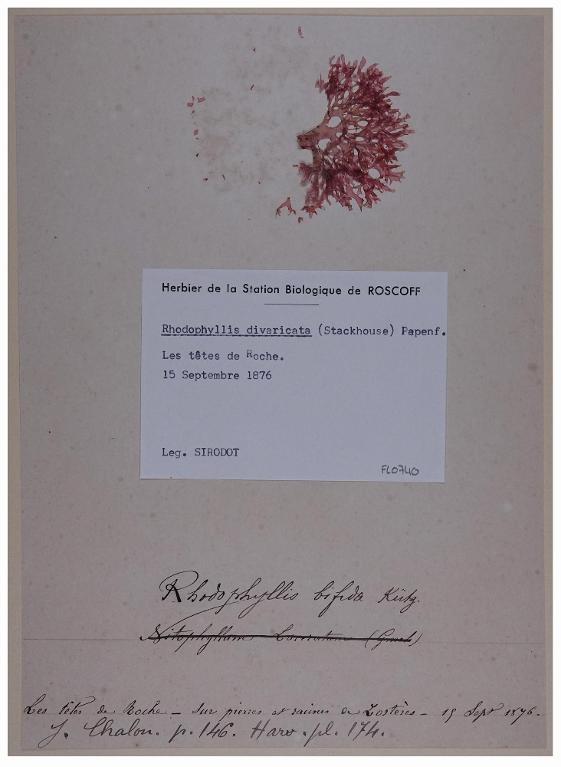 Herbier de la Station Biologique de ROSCOFF
Rhodophyllis divaricata (Stackhouse) Papenf.
Les têtes de Roche.
15 Septembre 1876
Leg. SIRODOT
FL0740
Rhodophyllis bifida Kütz.
Nitophyllum
Les têtes de Roche – sur pierres et racines de Zostères – 15 Sept 1876.
J. Chalon. p. 146. Harv. pl. 174.